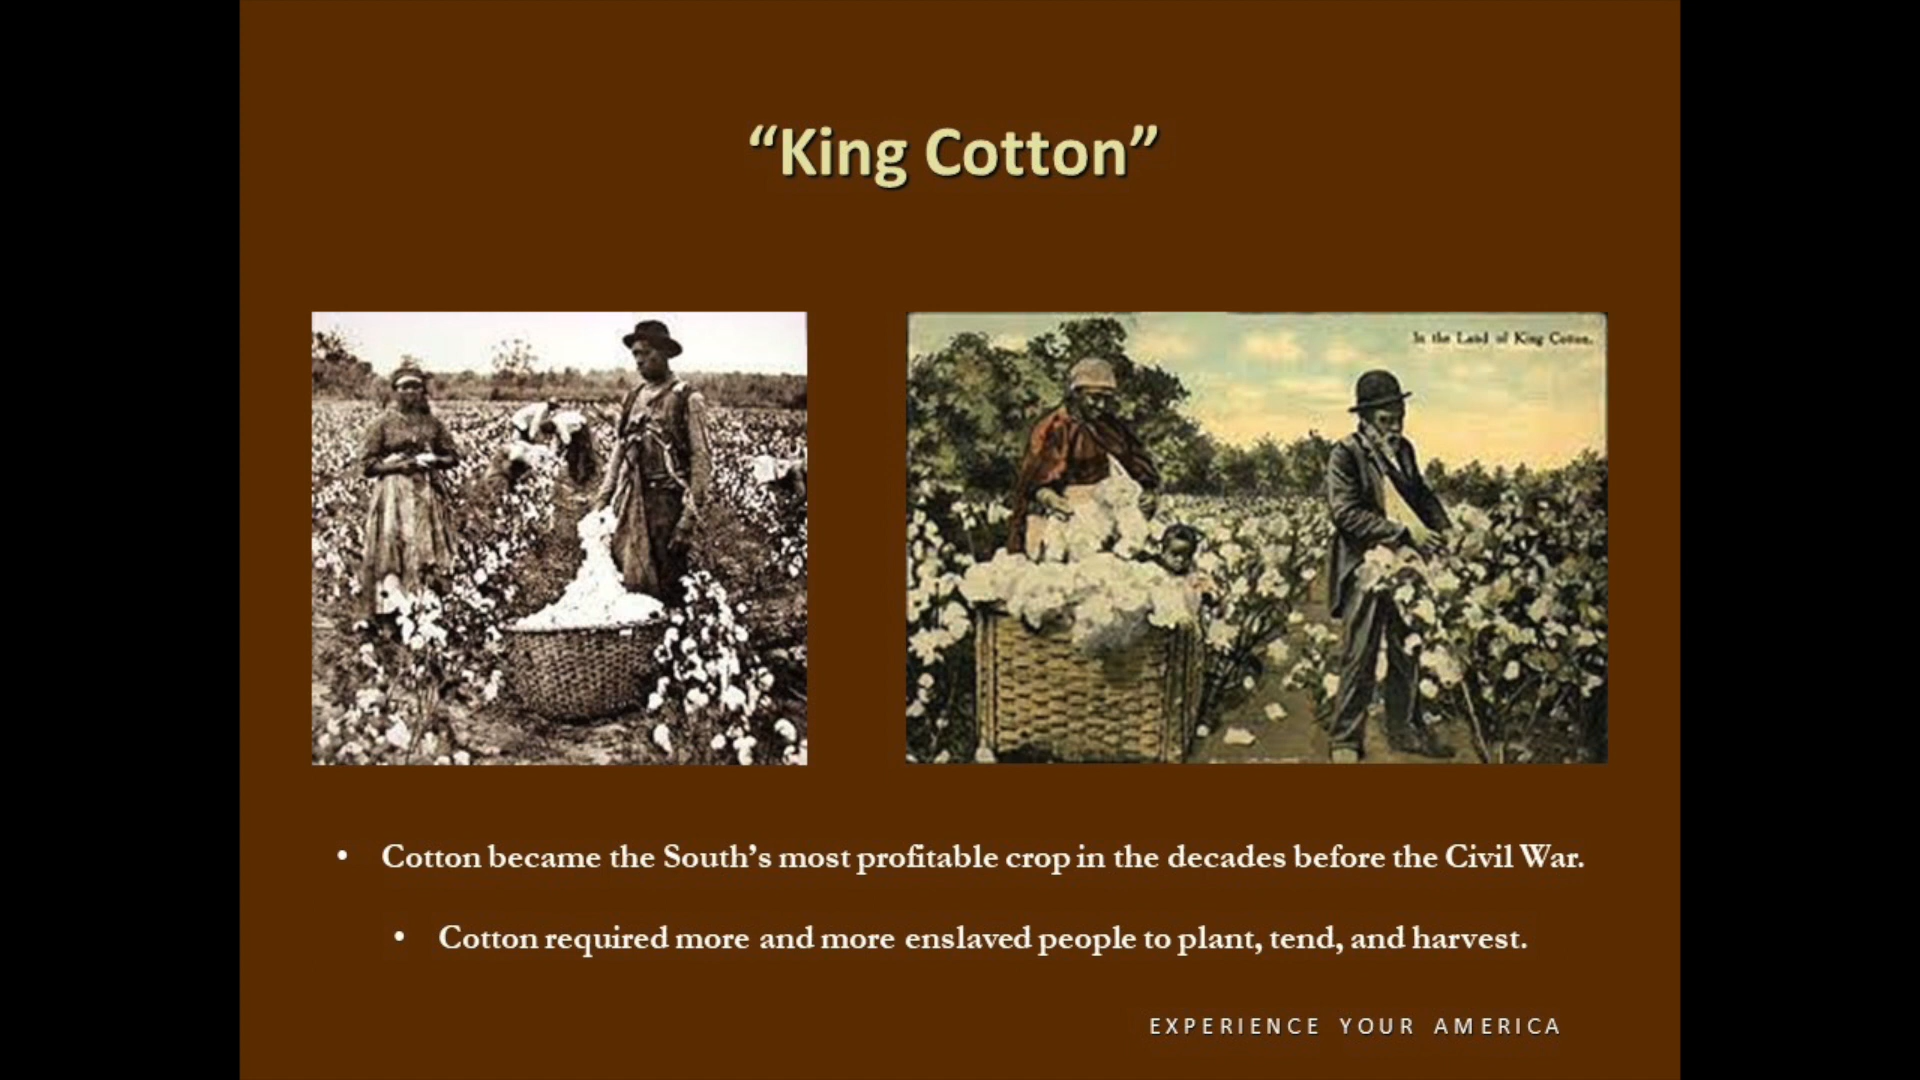 “King Cotton”
In the Land of King Cotton.
• Cotton became the South’s most profitable crop in the decades before the Civil War.
• Cotton required more and more enslaved people to plant, tend, and harvest.
EXPERIENCE YOUR AMERICA